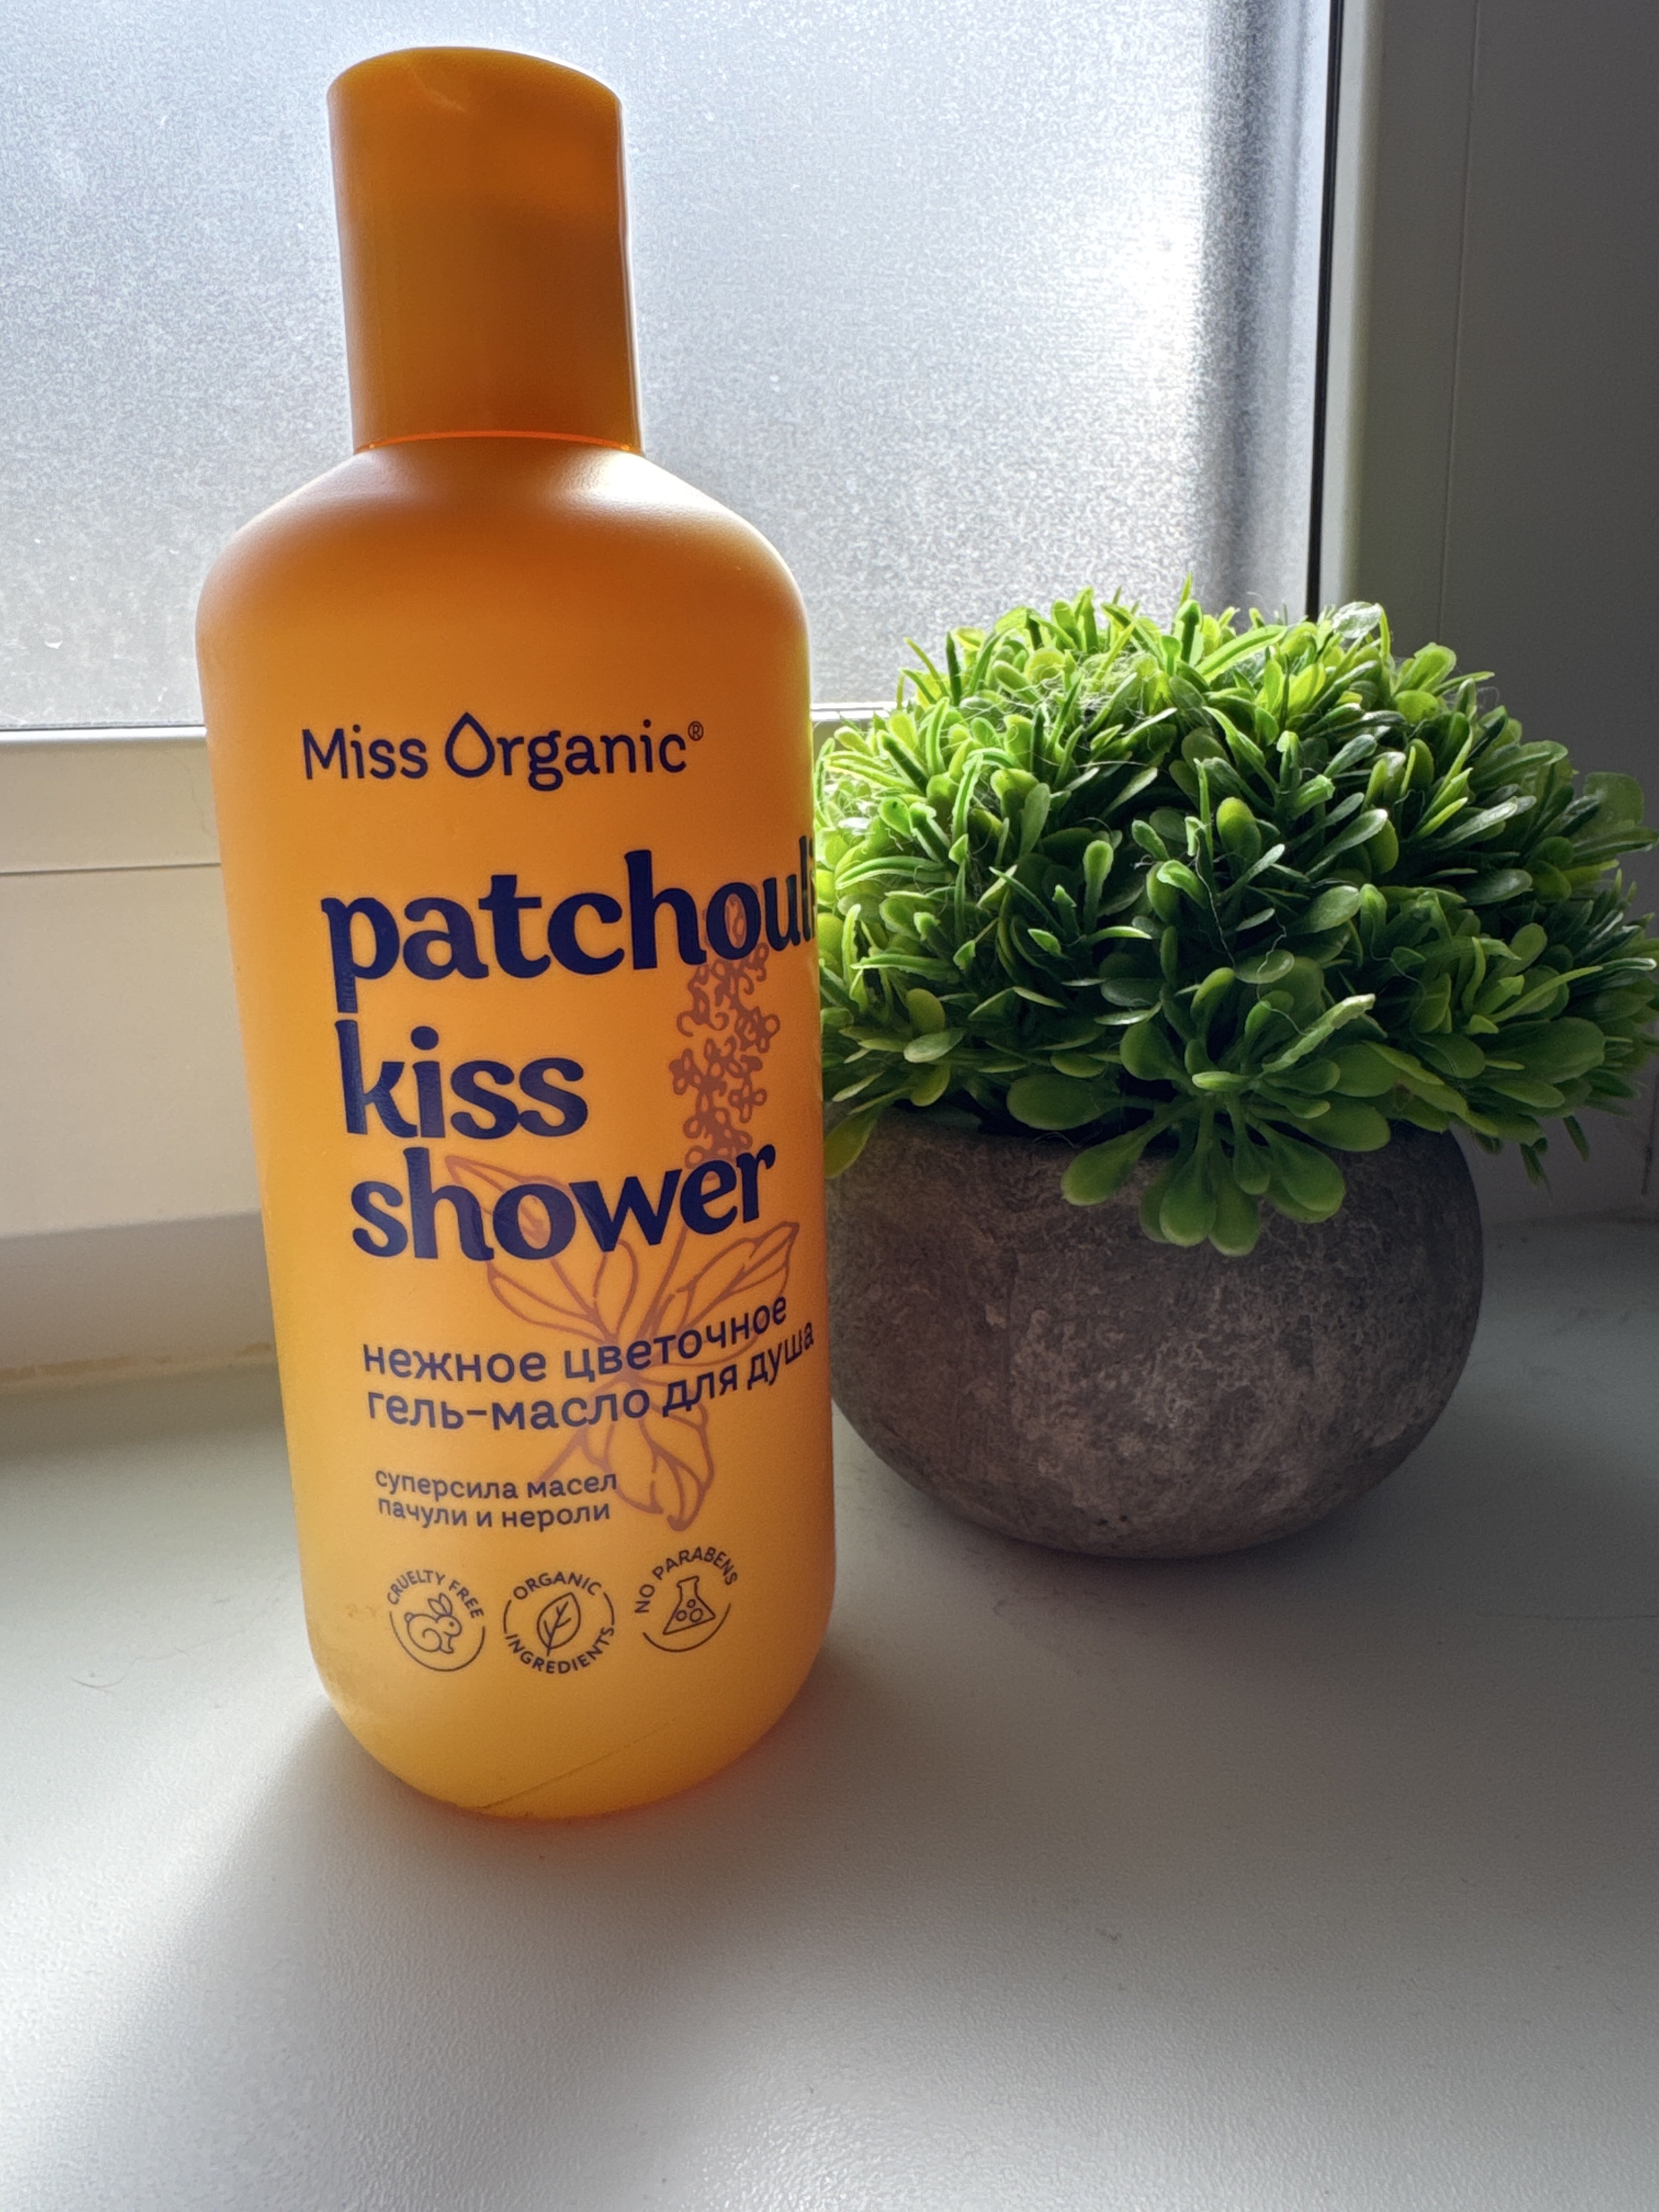 Miss Organic®
patchouli
kiss
shower
нежное цветочное
гель-масло для душа
суперсила масел
пачули и нероли
CRUELTY FREE
ORGANIC INGREDIENTS
NO PARABENS